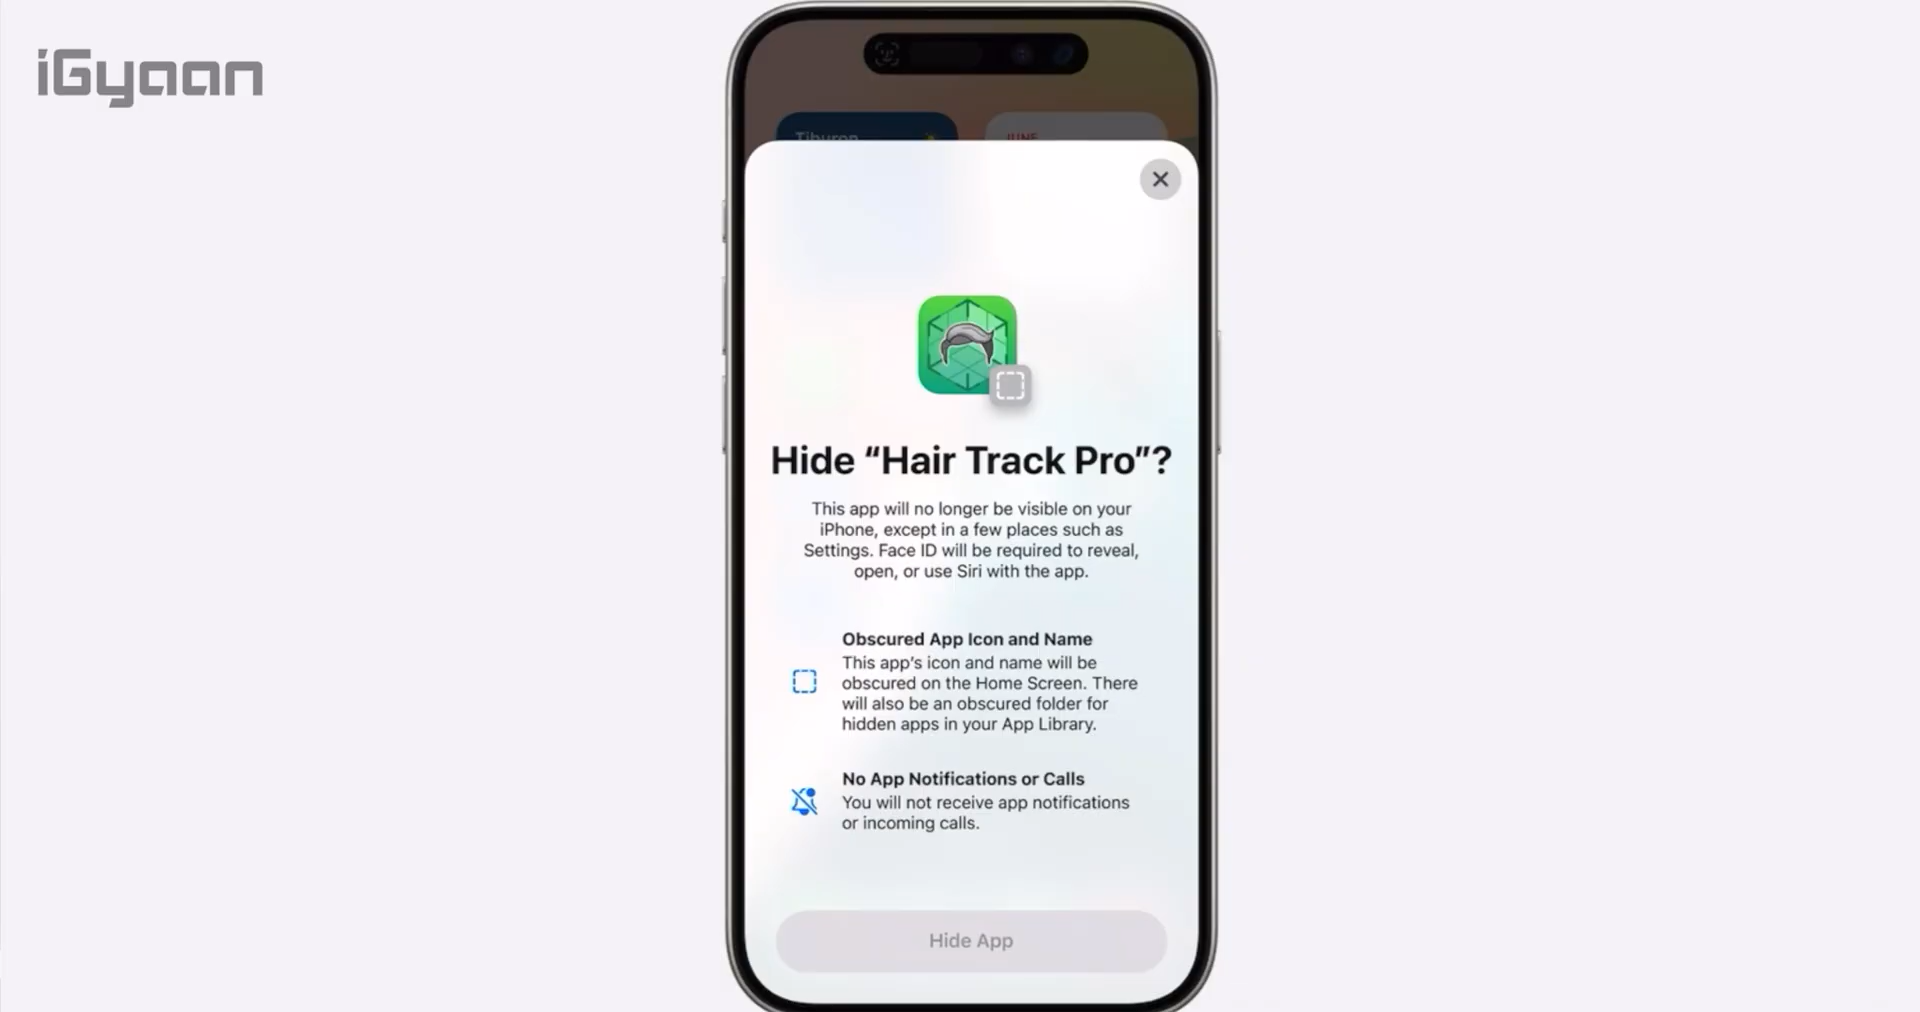 iGyaan
Tiburon
JUNE
Hide “Hair Track Pro”?
This app will no longer be visible on your
iPhone, except in a few places such as
Settings. Face ID will be required to reveal,
open, or use Siri with the app.
Obscured App Icon and Name
This app's icon and name will be
obscured on the Home Screen. There
will also be an obscured folder for
hidden apps in your App Library.
No App Notifications or Calls
You will not receive app notifications
or incoming calls.
Hide App